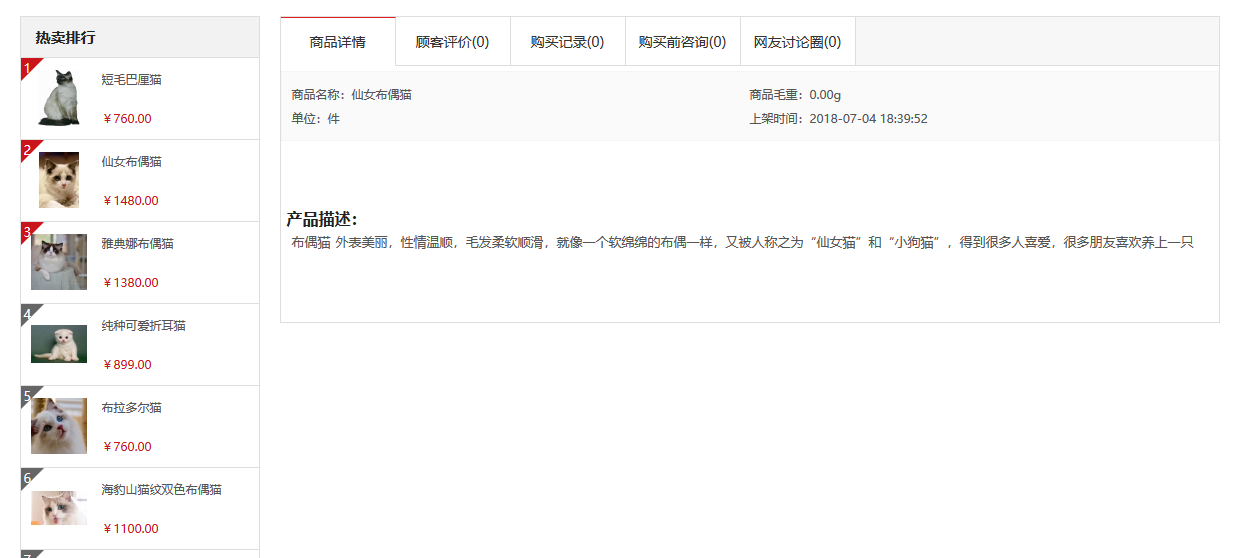 热卖排行
1
短毛巴厘猫
¥760.00
2
仙女布偶猫
¥1480.00
3
雅典娜布偶猫
¥1380.00
4
纯种可爱折耳猫
¥899.00
5
布拉多尔猫
¥760.00
6
海豹山猫纹双色布偶猫
¥1100.00
商品详情 顾客评价(0) 购买记录(0) 购买前咨询(0) 网友讨论圈(0)
商品名称：仙女布偶猫 商品毛重：0.00g
单位：件 上架时间：2018-07-04 18:39:52
产品描述：
布偶猫 外表美丽，性情温顺，毛发柔软顺滑，就像一个软绵绵的布偶一样，又被人称之为“仙女猫”和“小狗猫”，得到很多人喜爱，很多朋友喜欢养上一只